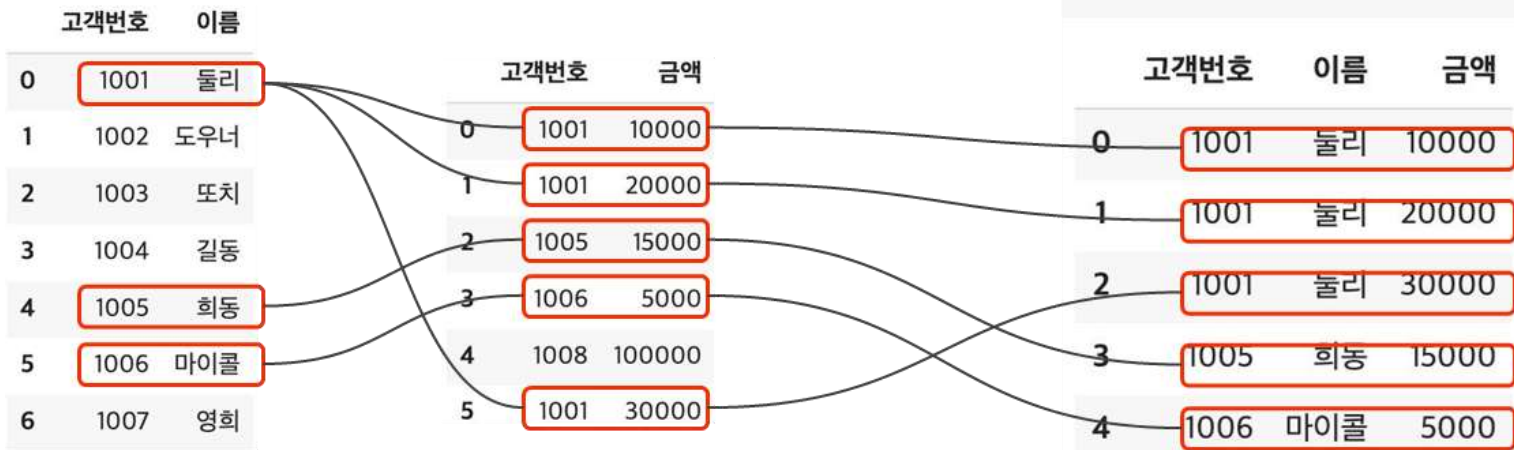 고객번호 이름
0 1001 둘리
1 1002 도우너
2 1003 또치
3 1004 길동
4 1005 희동
5 1006 마이콜
6 1007 영희
고객번호 금액
0 1001 10000
1 1001 20000
2 1005 15000
3 1006 5000
4 1008 100000
5 1001 30000
고객번호 이름 금액
0 1001 둘리 10000
1 1001 둘리 20000
2 1001 둘리 30000
3 1005 희동 15000
4 1006 마이콜 5000